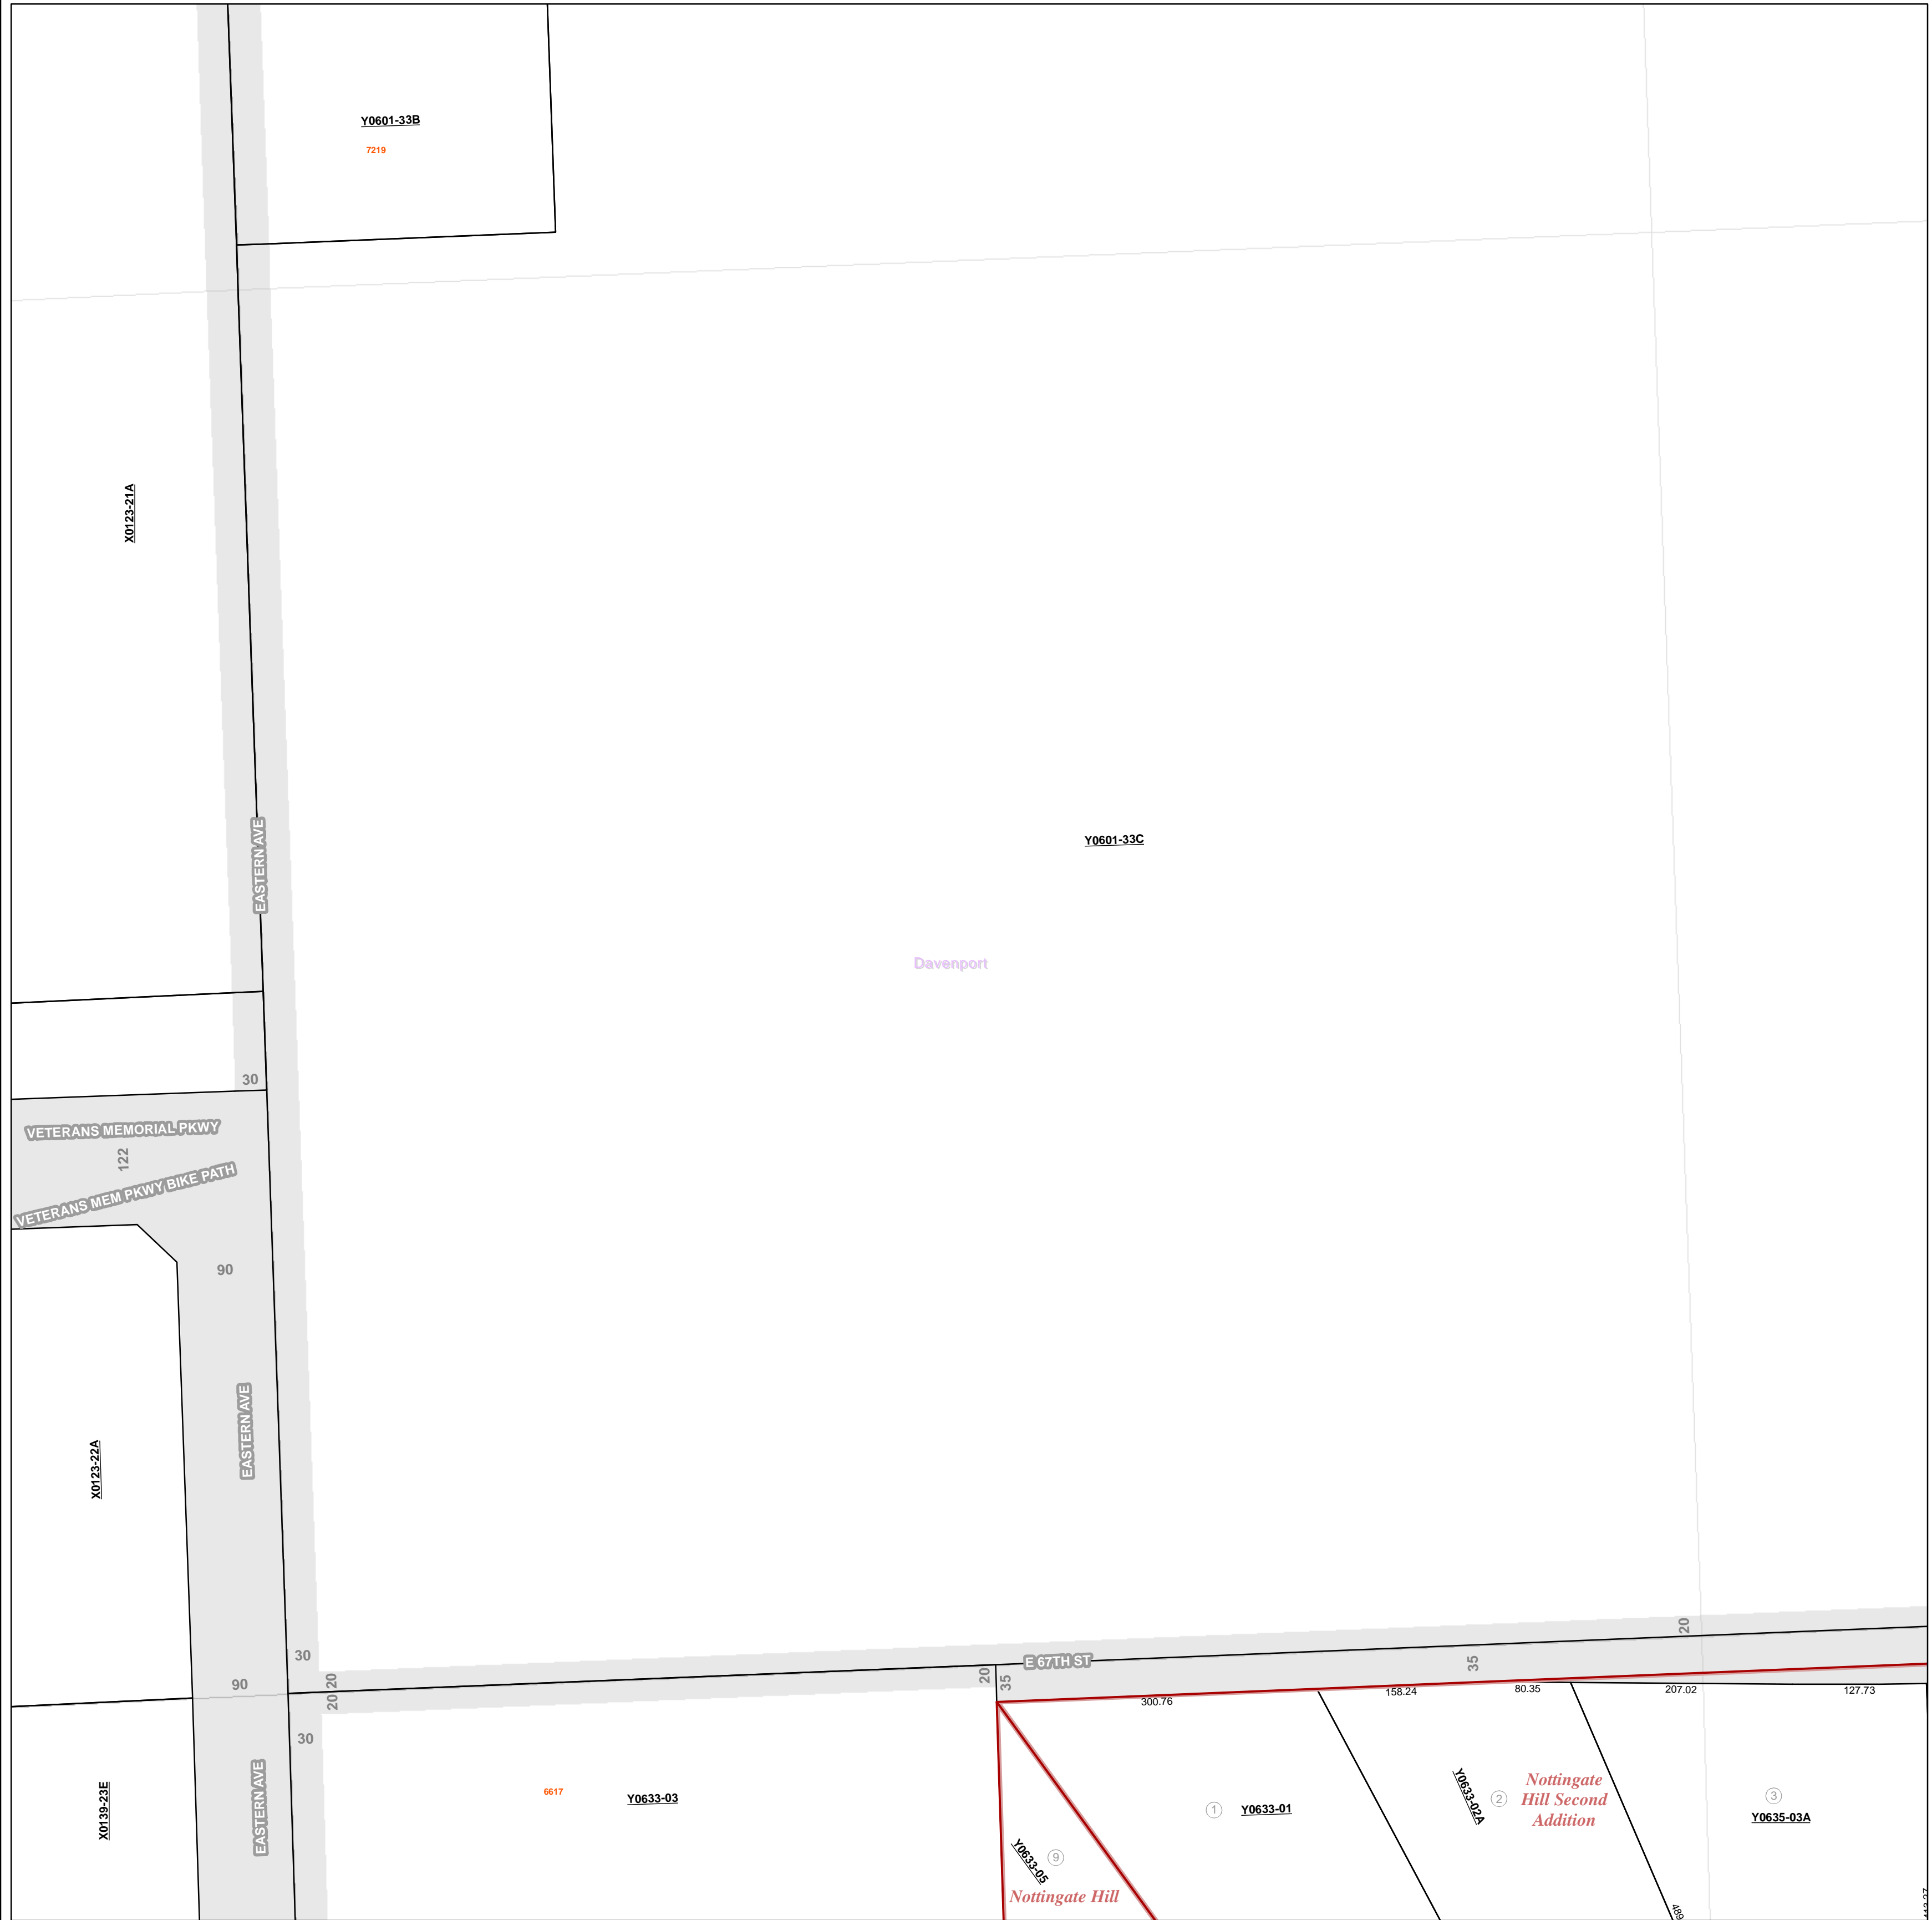 Y0601-33B
7219
X0123-21A
EASTERN AVE
Y0601-33C
Davenport
30
VETERANS MEMORIAL PKWY
122
VETERANS MEM PKWY BIKE PATH
90
EASTERN AVE
X0123-22A
30
90
20
20
20
35
E 67TH ST
35
20
300.76
158.24
80.35
207.02
127.73
30
X0139-23E
EASTERN AVE
6617
Y0633-03
1
Y0633-01
Y0633-02A
2
Nottingate
Hill Second
Addition
3
Y0635-03A
Y0633-05
9
Nottingate Hill